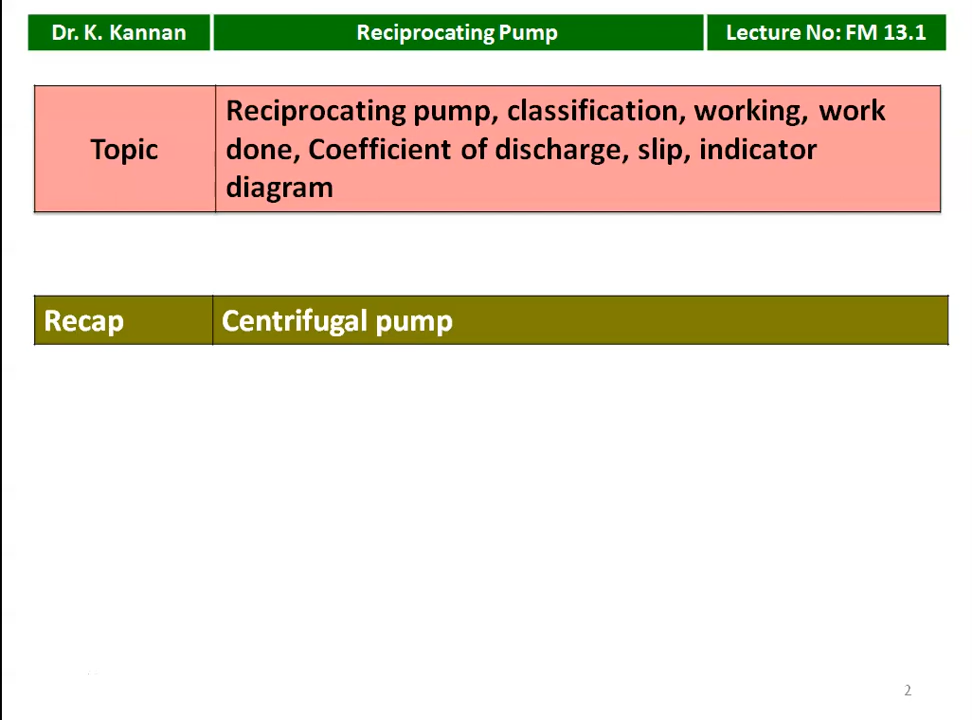 Dr. K. Kannan
Reciprocating Pump
Lecture No: FM 13.1
Topic
Reciprocating pump, classification, working, work
done, Coefficient of discharge, slip, indicator
diagram
Recap
Centrifugal pump
2